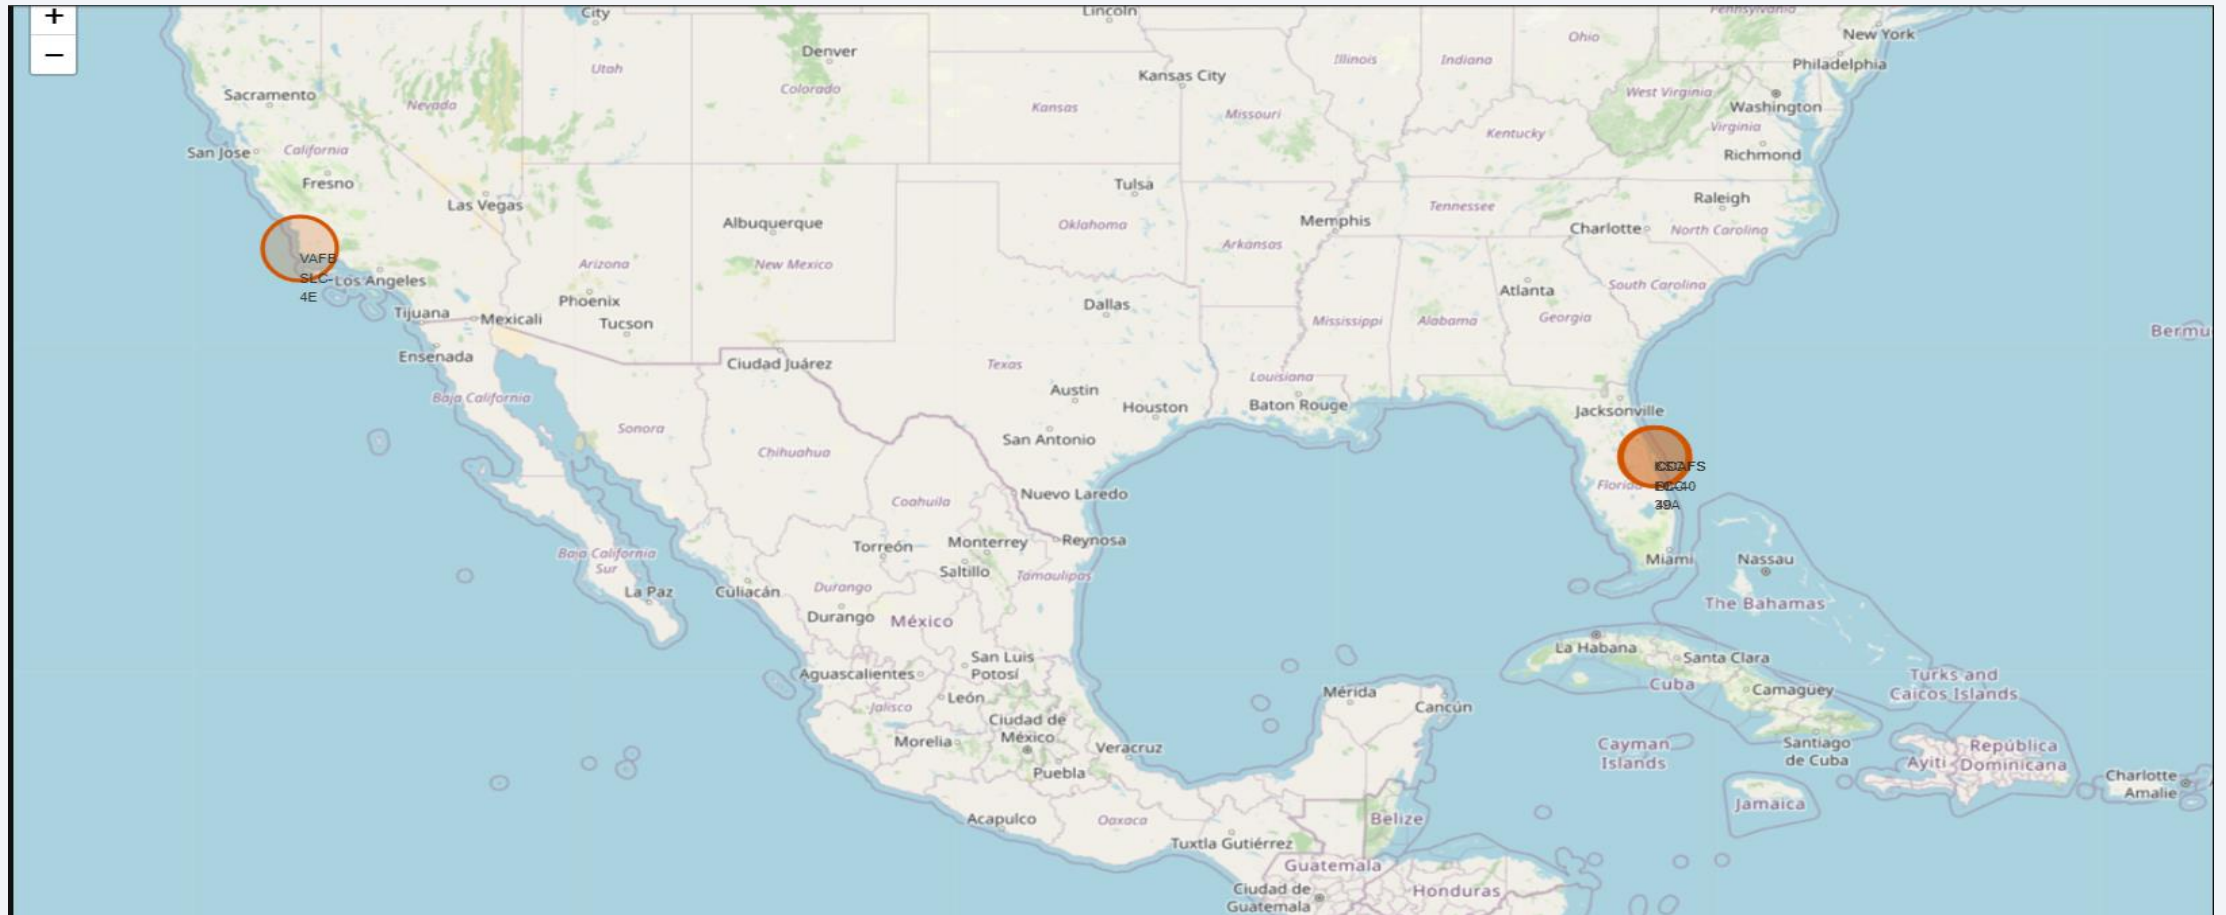 +
−
City
Lincoln
Pennsylvania
New York
Denver
Ohio
Utah
Illinois
Indiana
Philadelphia
Kansas City
Colorado
Sacramento
Nevada
West Virginia
Washington
Kansas
Missouri
Virginia
Kentucky
San Jose
California
Richmond
Fresno
Tulsa
Las Vegas
Raleigh
Tennessee
Albuquerque
Memphis
Oklahoma
Charlotte
North Carolina
Arkansas
VAFB
Arizona
New Mexico
SLC-
Los Angeles
4E
South Carolina
Atlanta
Phoenix
Dallas
Tijuana
Mexicali
Tucson
Mississippi
Alabama
Georgia
Ensenada
Ciudad Juárez
Texas
Louisiana
Baja California
Austin
Houston
Baton Rouge
Jacksonville
Sonora
San Antonio
Chihuahua
Florida
Nuevo Laredo
Coahuila
Torreón
Monterrey
Reynosa
Baja California
Sur
Saltillo
Tamaulipas
Miami
Nassau
La Paz
Culiacán
Durango
Durango
México
The Bahamas
La Habana
San Luis
Potosí
Santa Clara
Aguascalientes
Cuba
Camagüey
Turks and
Caicos Islands
León
Mérida
Jalisco
Cancún
Ciudad de
México
Morelia
Veracruz
Cayman
Islands
Santiago
de Cuba
República
Dominicana
Ayiti
Puebla
Charlotte
Amalie
Jamaica
Acapulco
Oaxaca
Belize
Tuxtla Gutiérrez
Guatemala
Ciudad de
Guatemala
Honduras